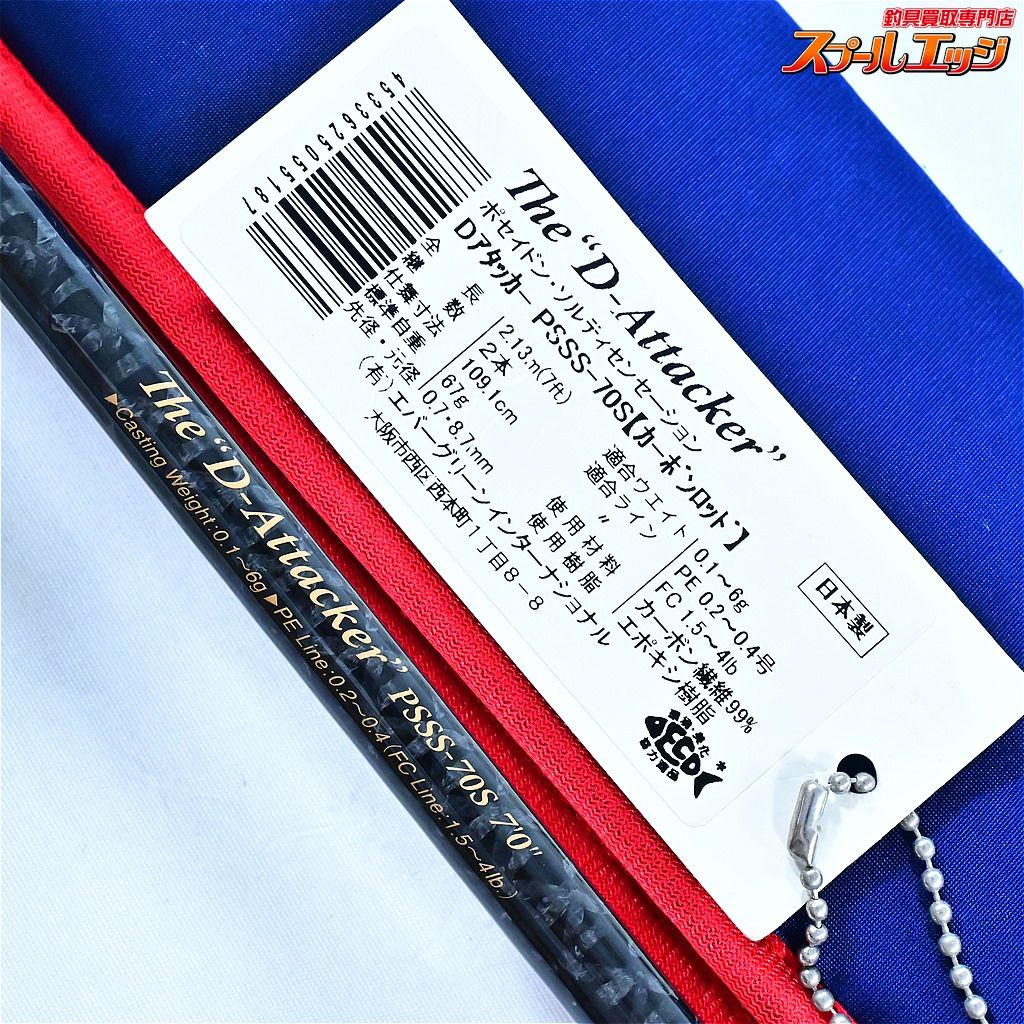 釣具買取専門店
スプールエッジ
4533625055187
The "D-Attacker"
ポセイドン・ソルティセンセーション
Dアタッカー PSSS-70S【カーボンロッド】
全長 2.13m(7ft)
継数 2本
仕舞寸法 109.1cm
標準自重 67g
先径・元径 0.7・8.7mm
適合ウエイト 0.1〜6g
適合ライン PE 0.2〜0.4号
〃 FC 1.5〜4lb
使用材料 カーボン繊維99%
使用樹脂 エポキシ樹脂
(有)エバーグリーンインターナショナル
大阪市西区西本町1丁目8-8
日本製
ECO
The "D-Attacker" PSSS-70S 7'0"
▶Casting Weight:0.1〜6g▶PE Line:0.2〜0.4(FC Line:1.5〜4lb.)